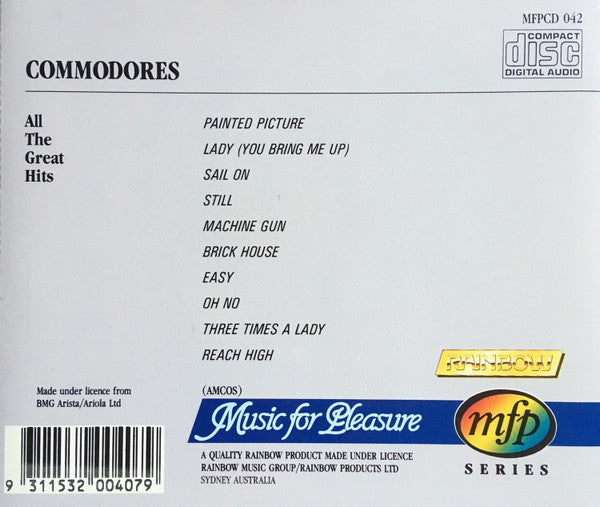 MFPCD 042
COMPACT
disc
DIGITAL AUDIO
COMMODORES
All
The
Great
Hits
PAINTED PICTURE
LADY (YOU BRING ME UP)
SAIL ON
STILL
MACHINE GUN
BRICK HOUSE
EASY
OH NO
THREE TIMES A LADY
REACH HIGH
RAINBOW
Made under licence from
BMG Arista/Ariola Ltd
(AMCOS)
Music for Pleasure
mfp
SERIES
A QUALITY RAINBOW PRODUCT MADE UNDER LICENCE
RAINBOW MUSIC GROUP/RAINBOW PRODUCTS LTD
SYDNEY AUSTRALIA
9 311532 004079